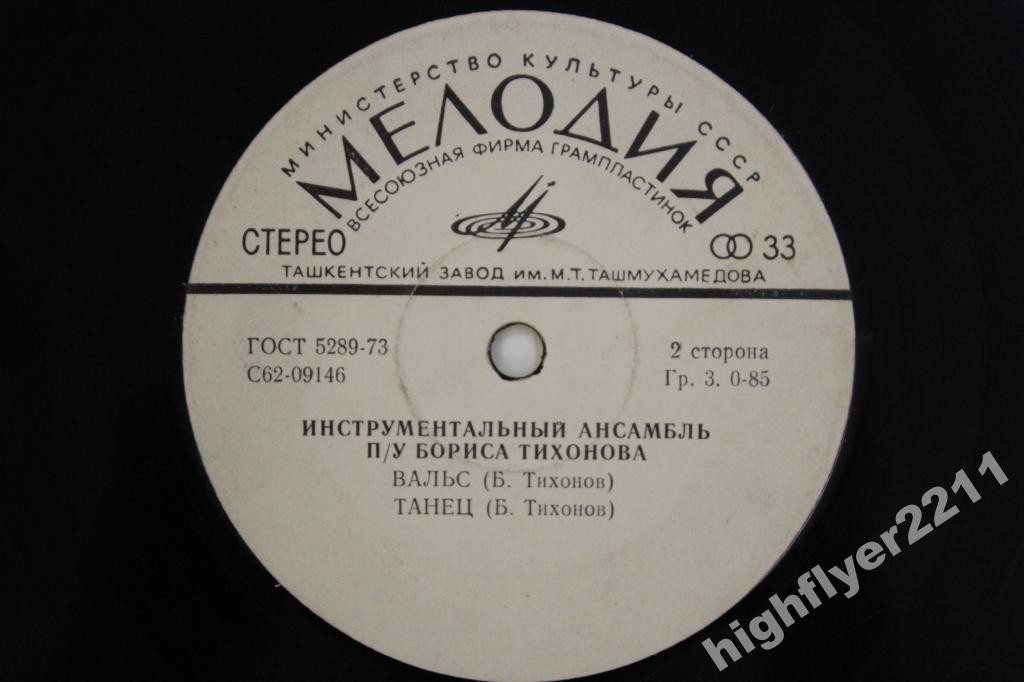 МИНИСТЕРСТВО КУЛЬТУРЫ СССР
МЕЛОДИЯ
ВСЕСОЮЗНАЯ ФИРМА ГРАМПЛАСТИНОК
СТЕРЕО 33
ТАШКЕНТСКИЙ ЗАВОД ИМ. М.Т. ТАШМУХАМЕДОВА
ГОСТ 5289-73 2 сторона
С62-09146 Гр. 3. 0-85
ИНСТРУМЕНТАЛЬНЫЙ АНСАМБЛЬ
П/У БОРИСА ТИХОНОВА
ВАЛЬС (Б. Тихонов)
ТАНЕЦ (Б. Тихонов)
highflyer2211